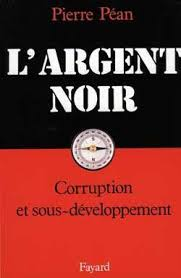 Pierre Péan
L'ARGENT
NOIR
Corruption
et sous-développement
Fayard